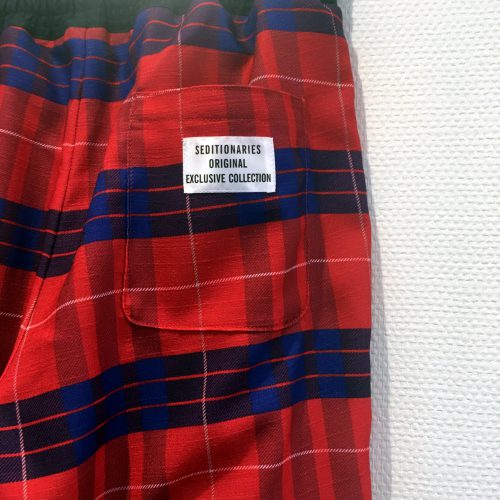 SEDITIONARIES
ORIGINAL
EXCLUSIVE COLLECTION